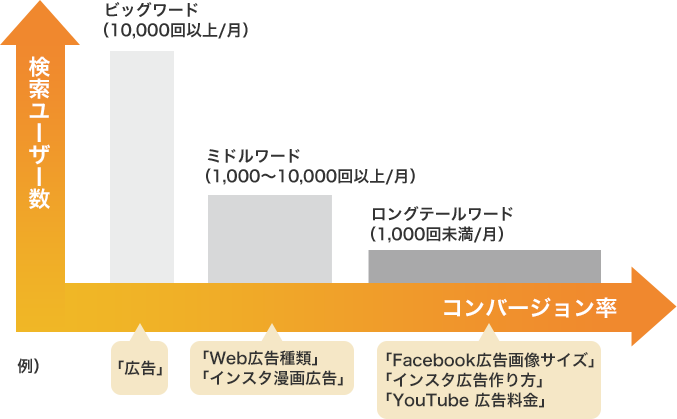 検索ユーザー数
ビッグワード
（10,000回以上/月）
ミドルワード
（1,000〜10,000回以上/月）
ロングテールワード
（1,000回未満/月）
コンバージョン率
例）
「広告」
「Web広告種類」
「インスタ漫画広告」
「Facebook広告画像サイズ」
「インスタ広告作り方」
「YouTube 広告料金」